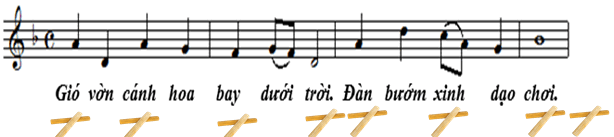 Gió vờn cánh hoa bay dưới trời. Đàn bướm xinh dạo chơi.